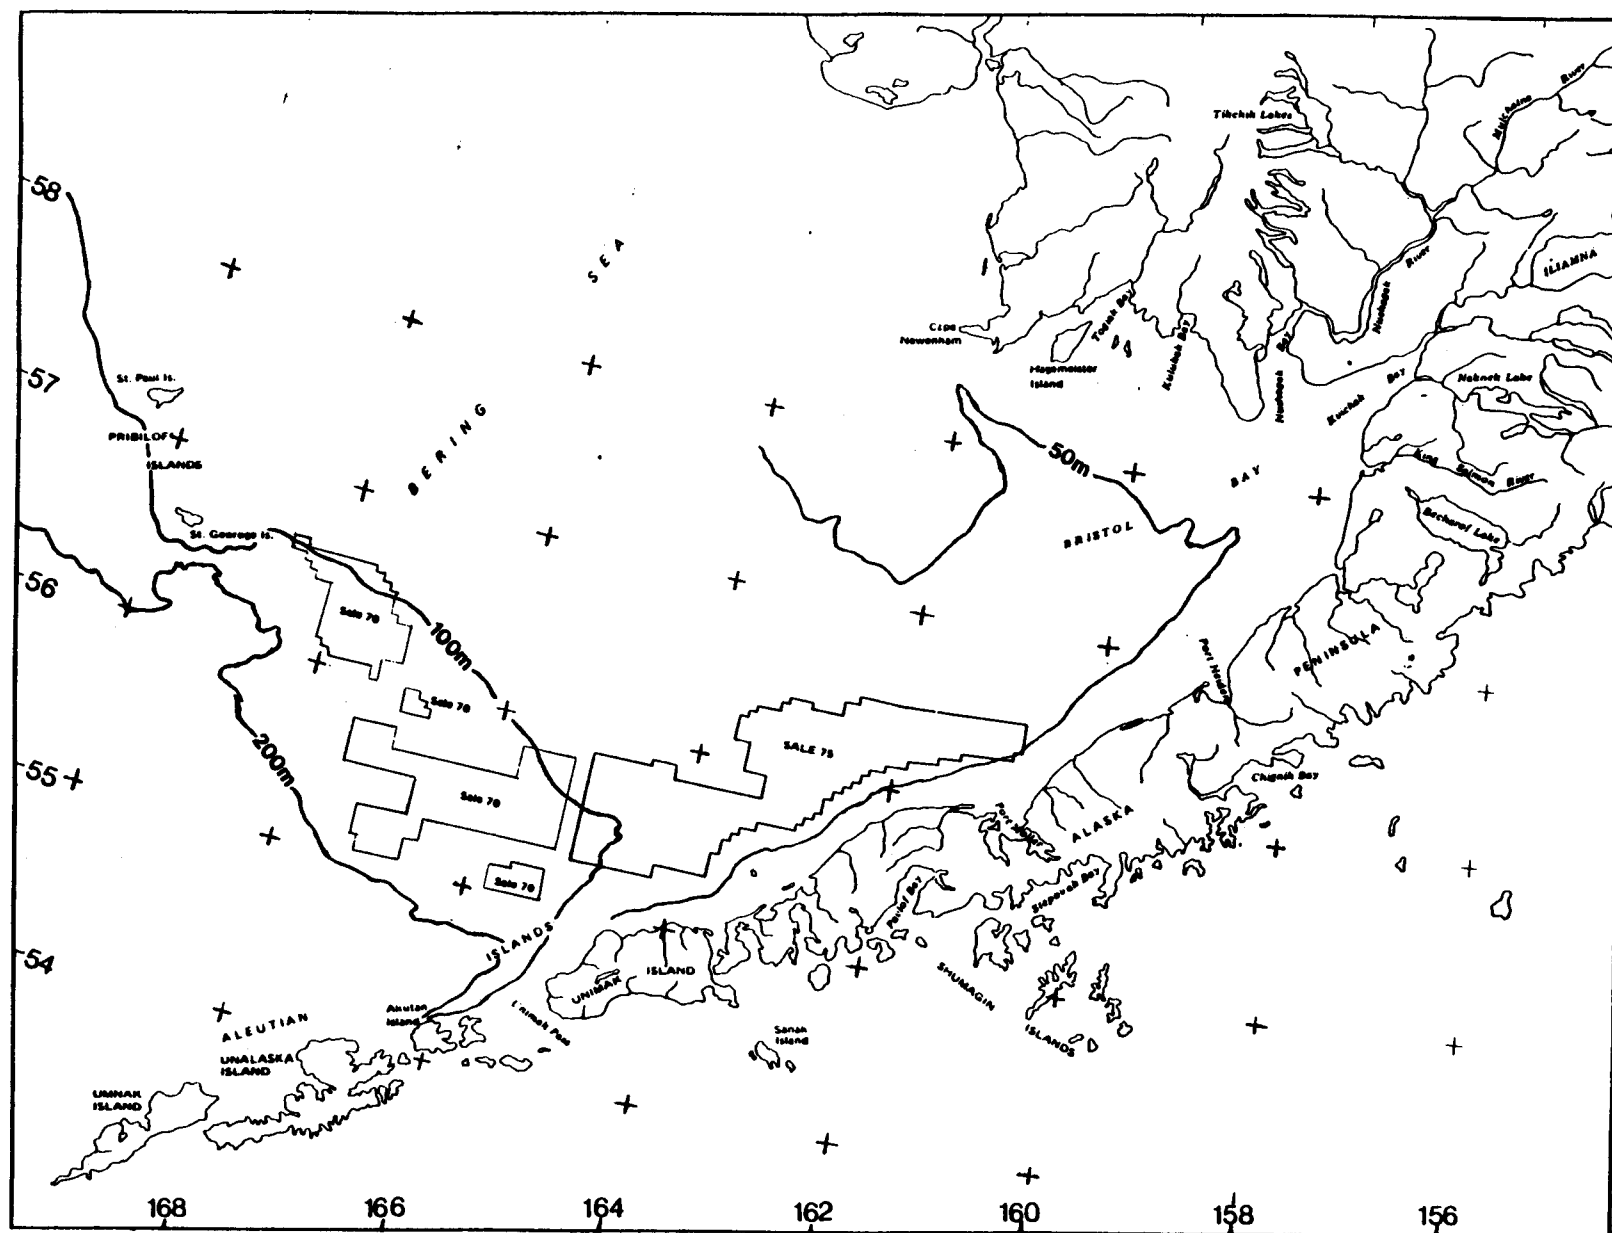 Tikchik Lakes
Mulchatna
River
58
SEA
ILIAMNA
River
Nushagak
Cape
Newenham
Togiak Bay
Hagemeister
Island
Kulukak Bay
Nushagak
Bay
Kvichak
Bay
Naknek Lake
57
St. Paul Is.
PRIBILOF
ISLANDS
BERING
50m
BAY
BRISTOL
King
Salmon
River
Becharof Lake
St. George Is.
56
Sale 70
100m
PENINSULA
Port Heiden
Sale 70
200m
SALE 75
55
Chignik Bay
Sale 70
Port Moller
ALASKA
Sale 70
Pavlof Bay
Stepovak Bay
ISLANDS
54
UNIMAK
ISLAND
SHUMAGIN
ISLANDS
Akutan
Island
Unimak Pass
Sanak
Island
ALEUTIAN
UNALASKA
ISLAND
UMNAK
ISLAND
168
166
164
162
160
158
156